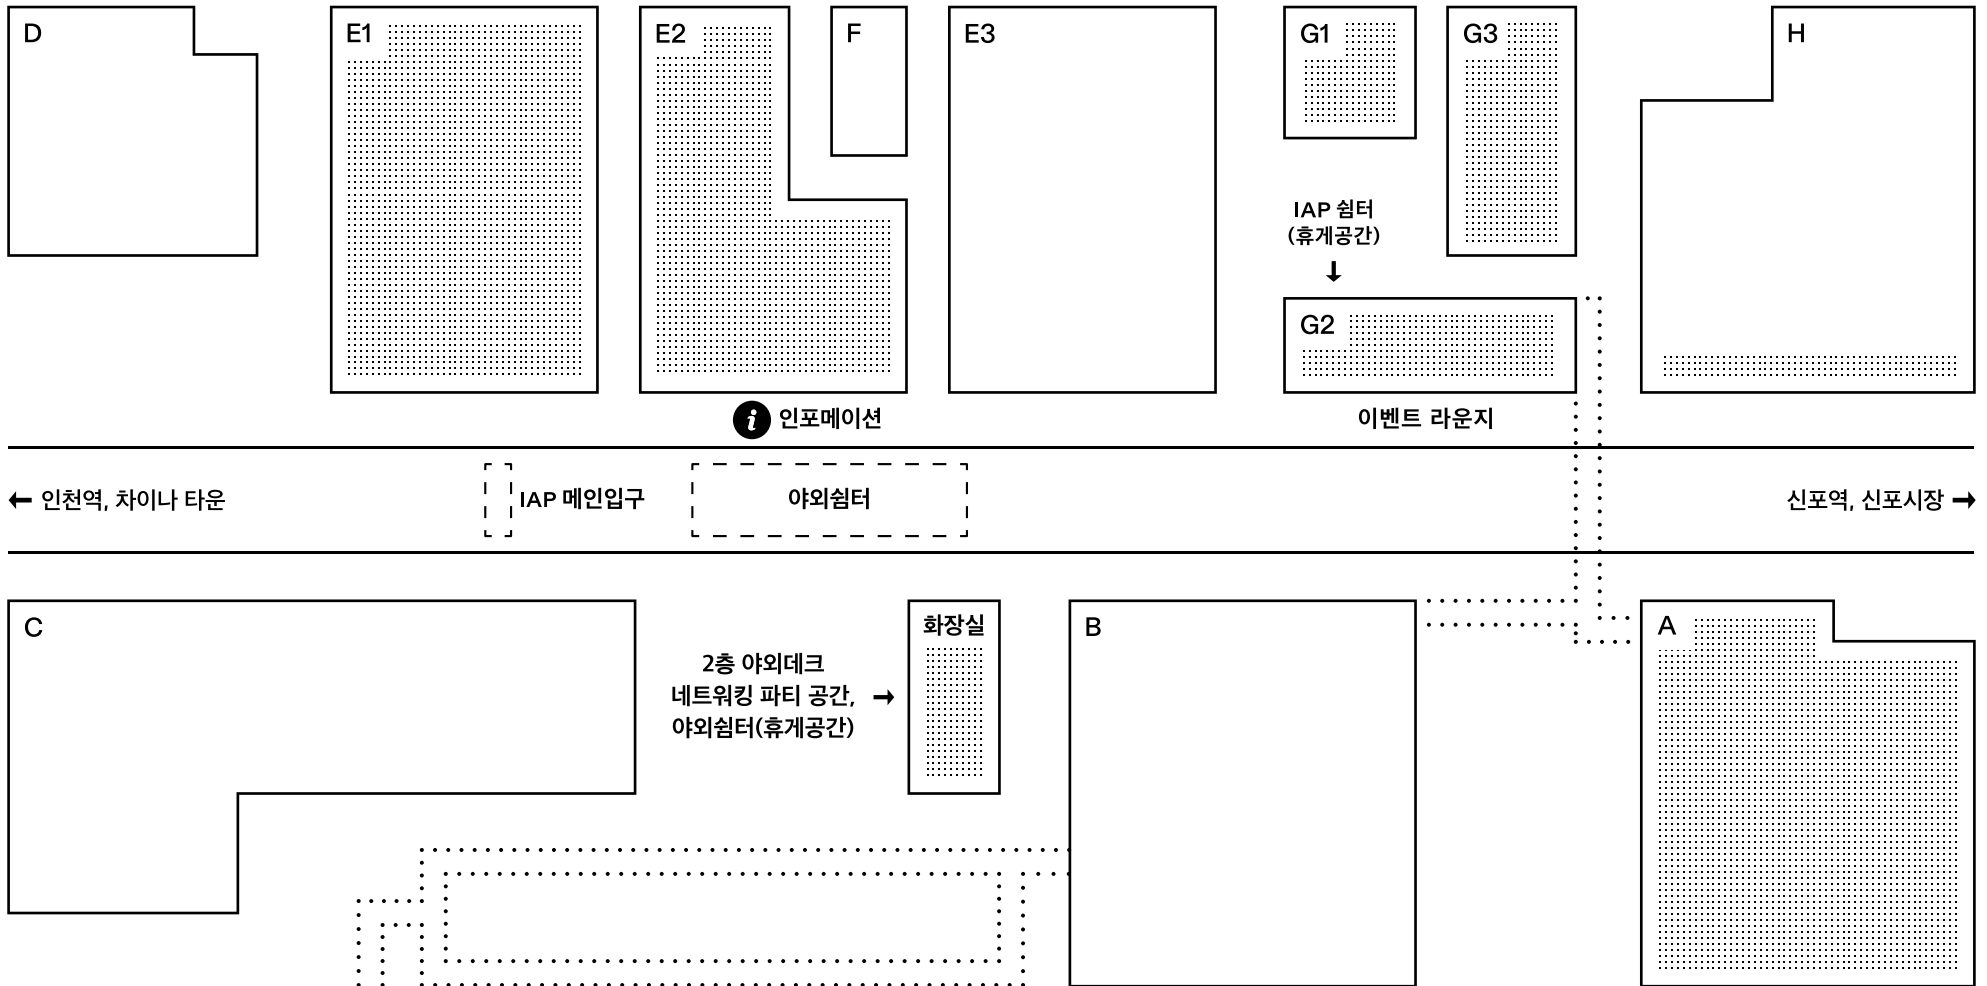 D
E1
E2
F
E3
G1
G3
H
IAP 쉼터
(휴게공간)
G2
i 인포메이션
이벤트 라운지
← 인천역, 차이나 타운
IAP 메인입구
야외쉼터
신포역, 신포시장 →
C
화장실
B
A
2층 야외데크
네트워킹 파티 공간,
야외쉼터(휴게공간)